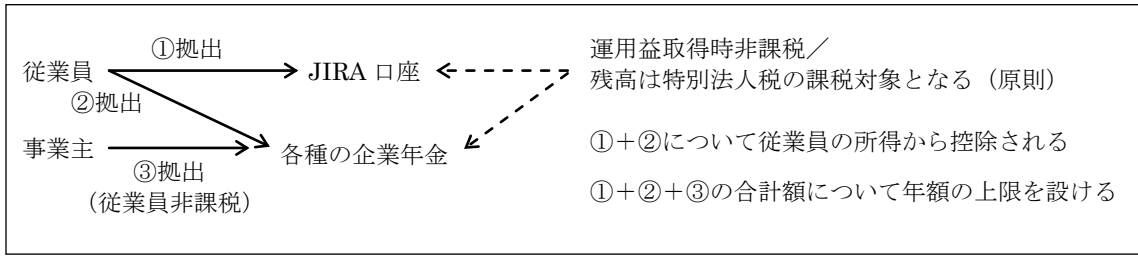 ①拠出
従業員
JIRA 口座
②拠出
事業主
各種の企業年金
③拠出
（従業員非課税）
運用益取得時非課税／
残高は特別法人税の課税対象となる（原則）
①＋②について従業員の所得から控除される
①＋②＋③の合計額について年額の上限を設ける